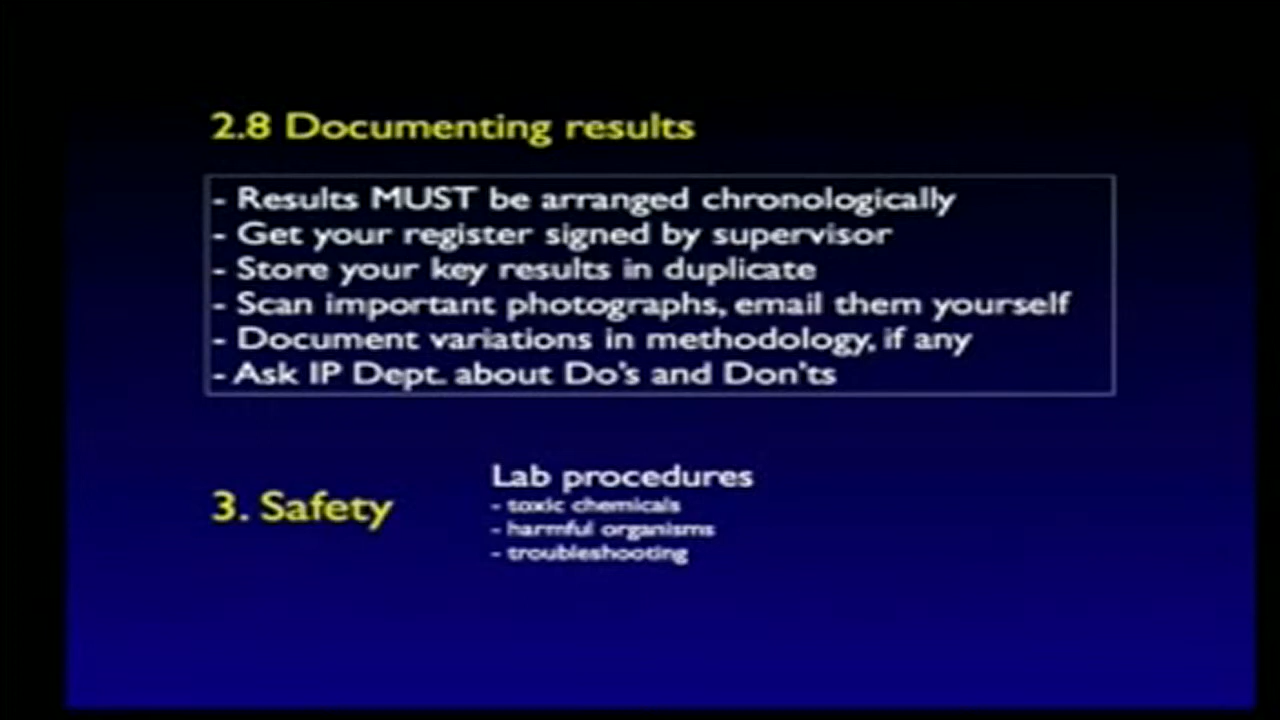 2.8 Documenting results
- Results MUST be arranged chronologically
- Get your register signed by supervisor
- Store your key results in duplicate
- Scan important photographs, email them yourself
- Document variations in methodology, if any
- Ask IP Dept. about Do's and Don'ts
3. Safety
Lab procedures
- toxic chemicals
- harmful organisms
- troubleshooting